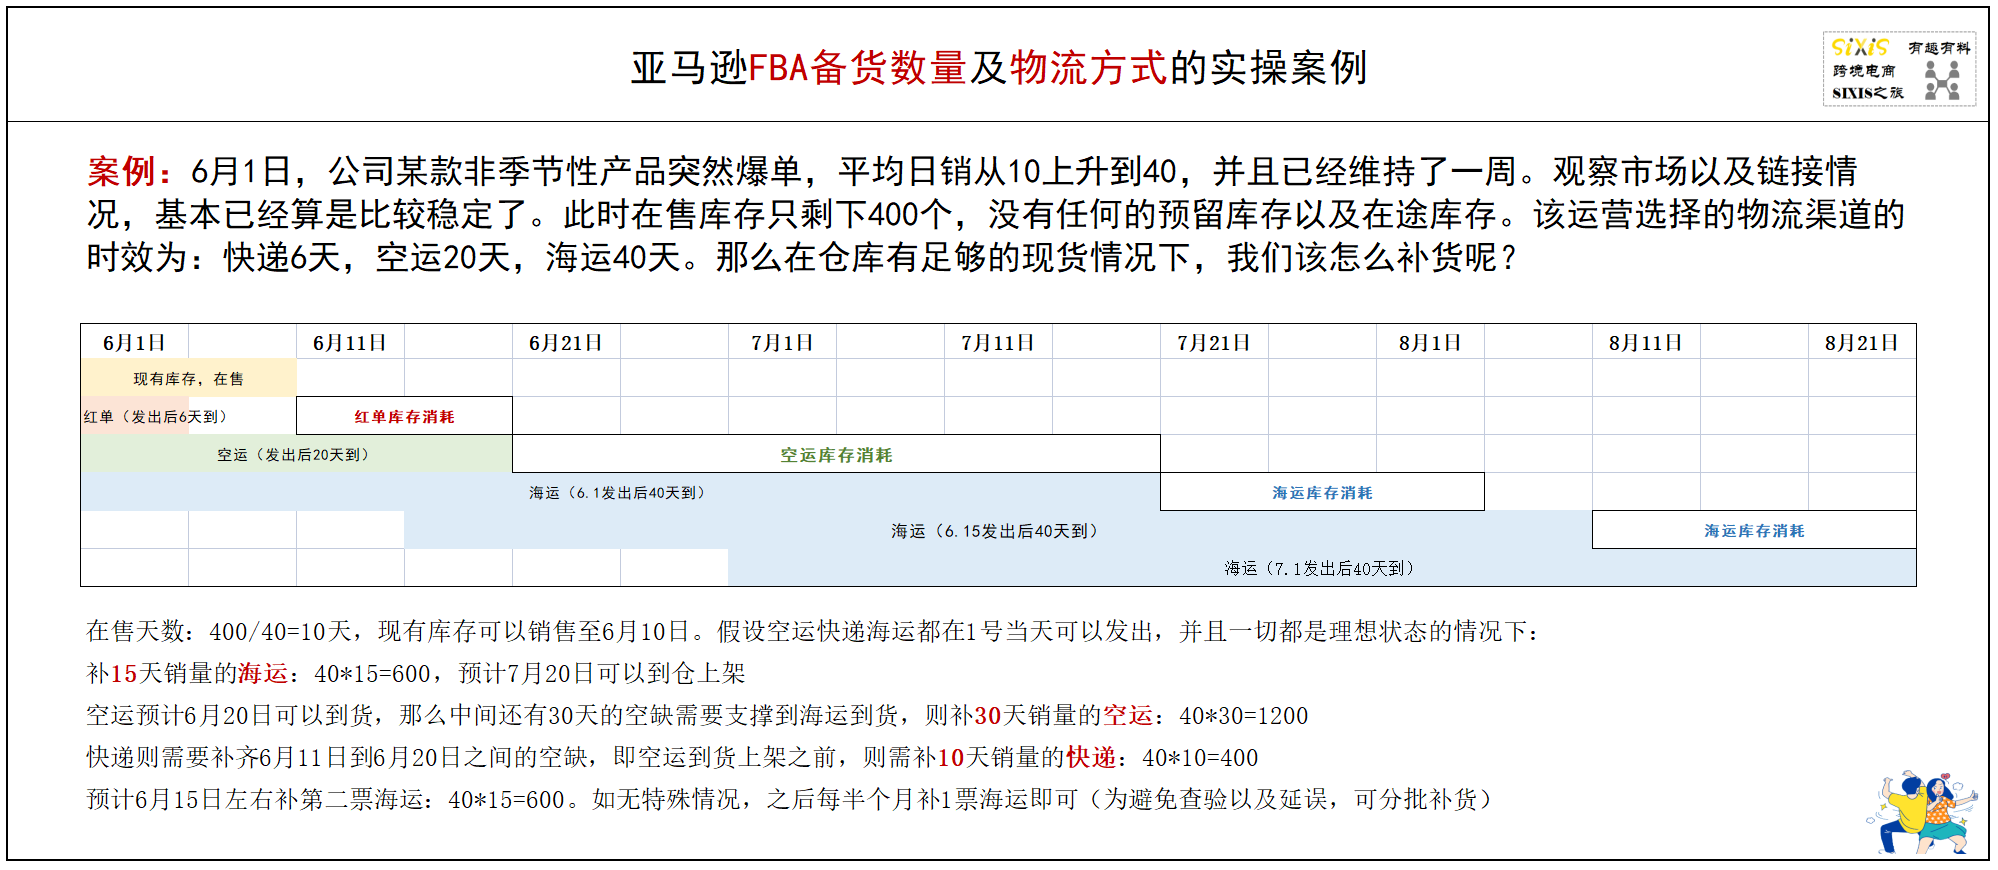 亚马逊FBA备货数量及物流方式的实操案例
SiXiS 有趣有料
跨境电商
SIXIS之旅
案例：6月1日，公司某款非季节性产品突然爆单，平均日销从10上升到40，并且已经维持了一周。观察市场以及链接情
况，基本已经算是比较稳定了。此时在售库存只剩下400个，没有任何的预留库存以及在途库存。该运营选择的物流渠道的
时效为：快递6天，空运20天，海运40天。那么在仓库有足够的现货情况下，我们该怎么补货呢？
6月1日 6月11日 6月21日 7月1日 7月11日 7月21日 8月1日 8月11日 8月21日
现有库存，在售
红单（发出后6天到） 红单库存消耗
空运（发出后20天到） 空运库存消耗
海运（6.1发出后40天到） 海运库存消耗
海运（6.15发出后40天到） 海运库存消耗
海运（7.1发出后40天到）
在售天数：400/40=10天，现有库存可以销售至6月10日。假设空运快递海运都在1号当天可以发出，并且一切都是理想状态的情况下：
补15天销量的海运：40*15=600，预计7月20日可以到仓上架
空运预计6月20日可以到货，那么中间还有30天的空缺需要支撑到海运到货，则补30天销量的空运：40*30=1200
快递则需要补齐6月11日到6月20日之间的空缺，即空运到货上架之前，则需补10天销量的快递：40*10=400
预计6月15日左右补第二票海运：40*15=600。如无特殊情况，之后每半个月补1票海运即可（为避免查验以及延误，可分批补货）